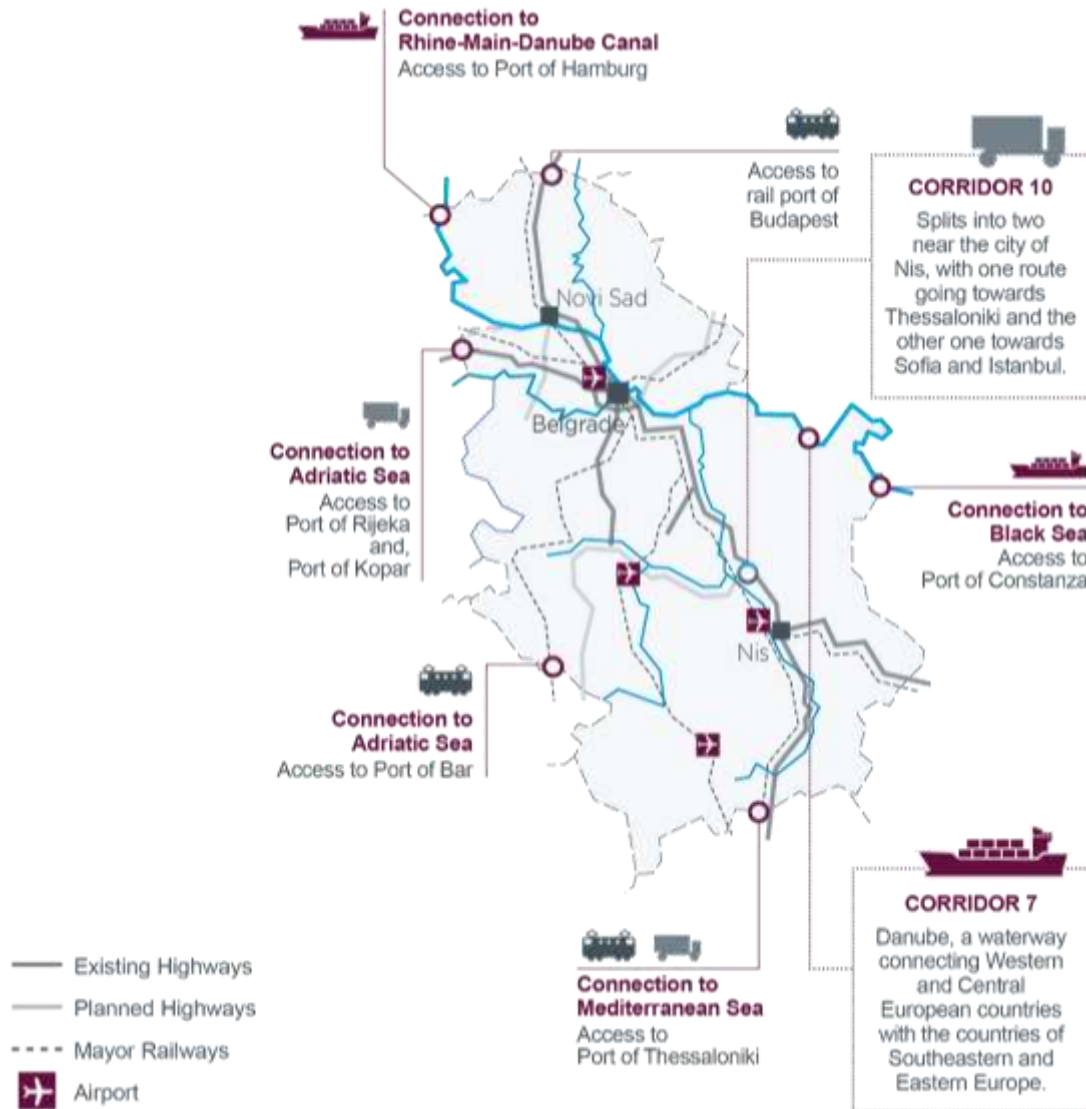 Connection to
Rhine-Main-Danube Canal
Access to Port of Hamburg
Access to
rail port of
Budapest
CORRIDOR 10
Splits into two
near the city of
Nis, with one route
going towards
Thessaloniki and the
other one towards
Sofia and Istanbul.
Novi Sad
Belgrade
Connection to
Adriatic Sea
Access to
Port of Rijeka
and,
Port of Kopar
Connection to
Black Sea
Access to
Port of Constanza
Nis
Connection to
Adriatic Sea
Access to Port of Bar
CORRIDOR 7
Danube, a waterway
connecting Western
and Central
European countries
with the countries of
Southeastern and
Eastern Europe.
Connection to
Mediterranean Sea
Access to
Port of Thessaloniki
Existing Highways
Planned Highways
Mayor Railways
Airport